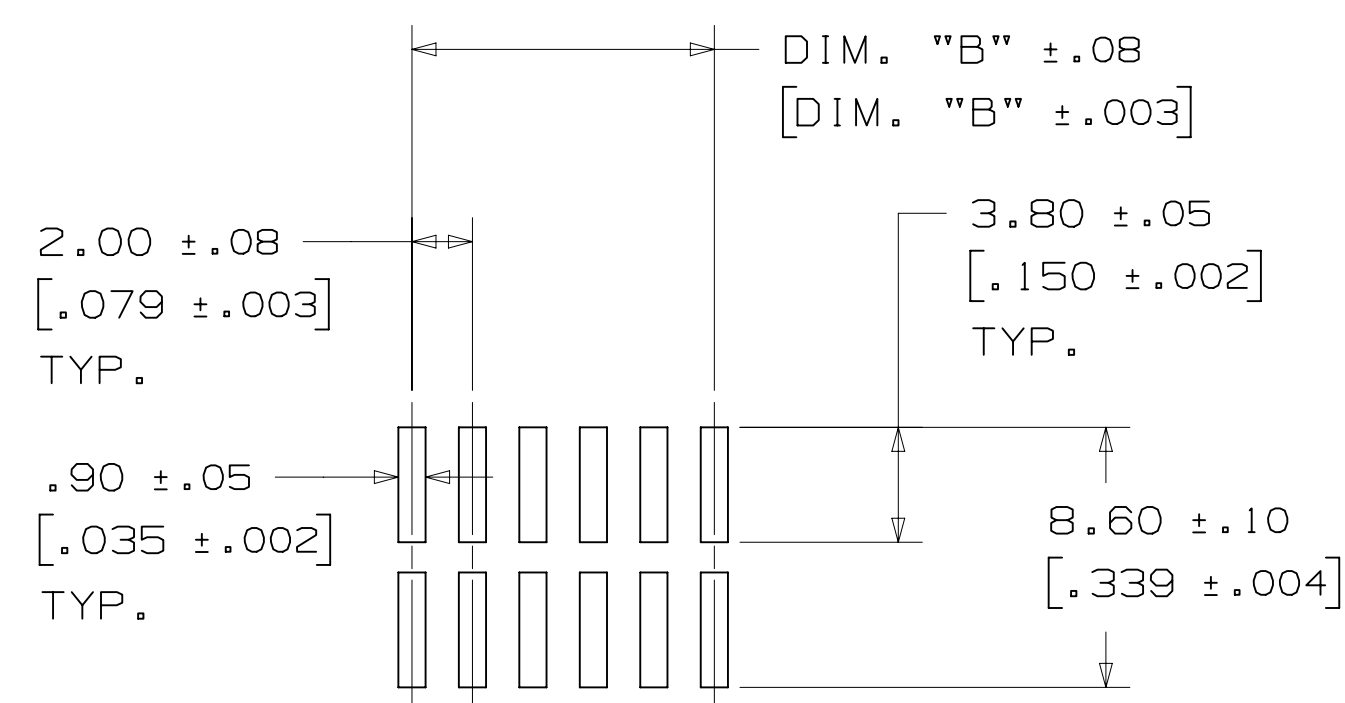 DIM. "B" ±.08
[DIM. "B" ±.003]
2.00 ±.08
[.079 ±.003]
TYP.
3.80 ±.05
[.150 ±.002]
TYP.
.90 ±.05
[.035 ±.002]
TYP.
8.60 ±.10
[.339 ±.004]